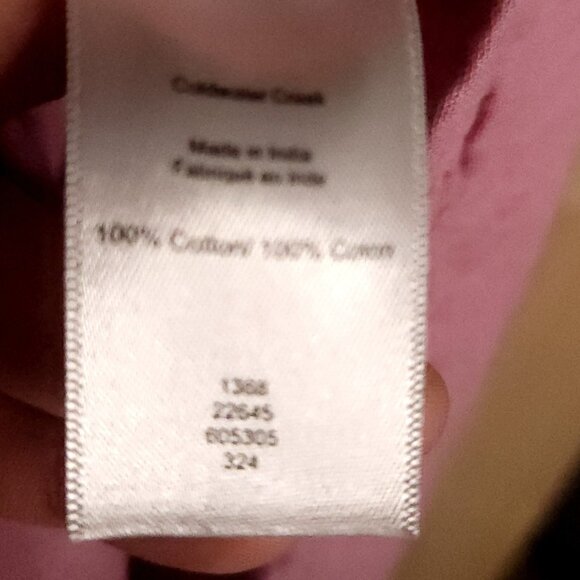 Coldwater Creek
Made in India
Fabriqué en Inde
100% Cotton/ 100% Coton
1368
22645
605305
324